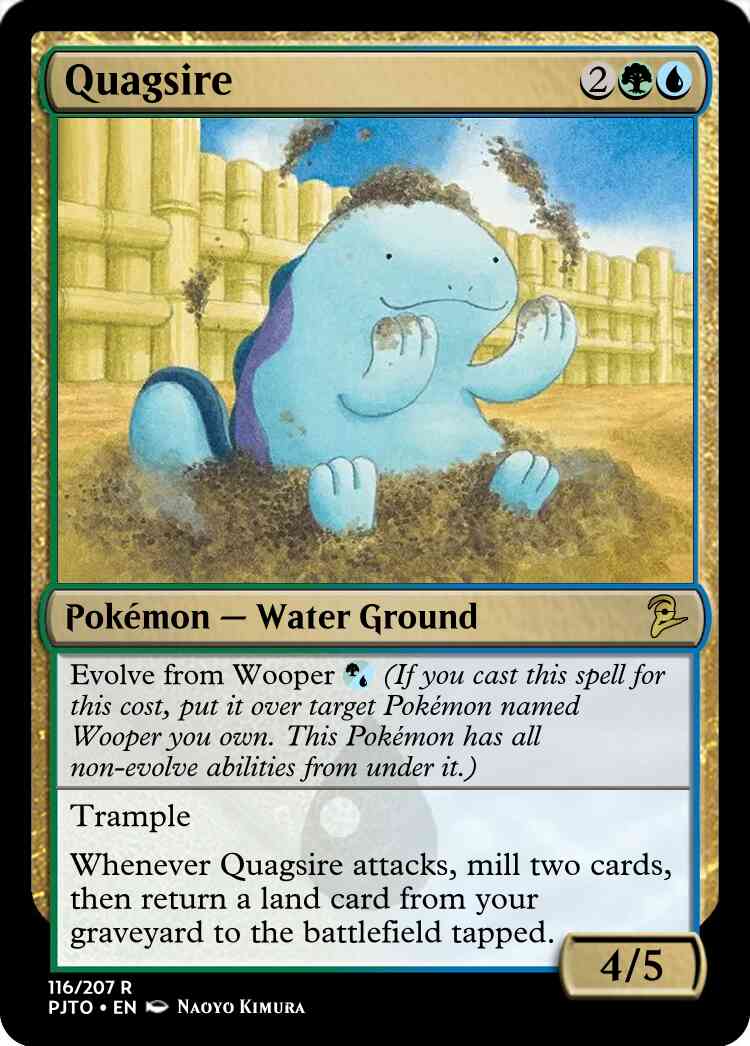 Quagsire 2
Pokémon — Water Ground
Evolve from Wooper (If you cast this spell for
this cost, put it over target Pokémon named
Wooper you own. This Pokémon has all
non-evolve abilities from under it.)
Trample
Whenever Quagsire attacks, mill two cards,
then return a land card from your
graveyard to the battlefield tapped.
4/5
116/207 R
PJTO • EN Naoyo Kimura